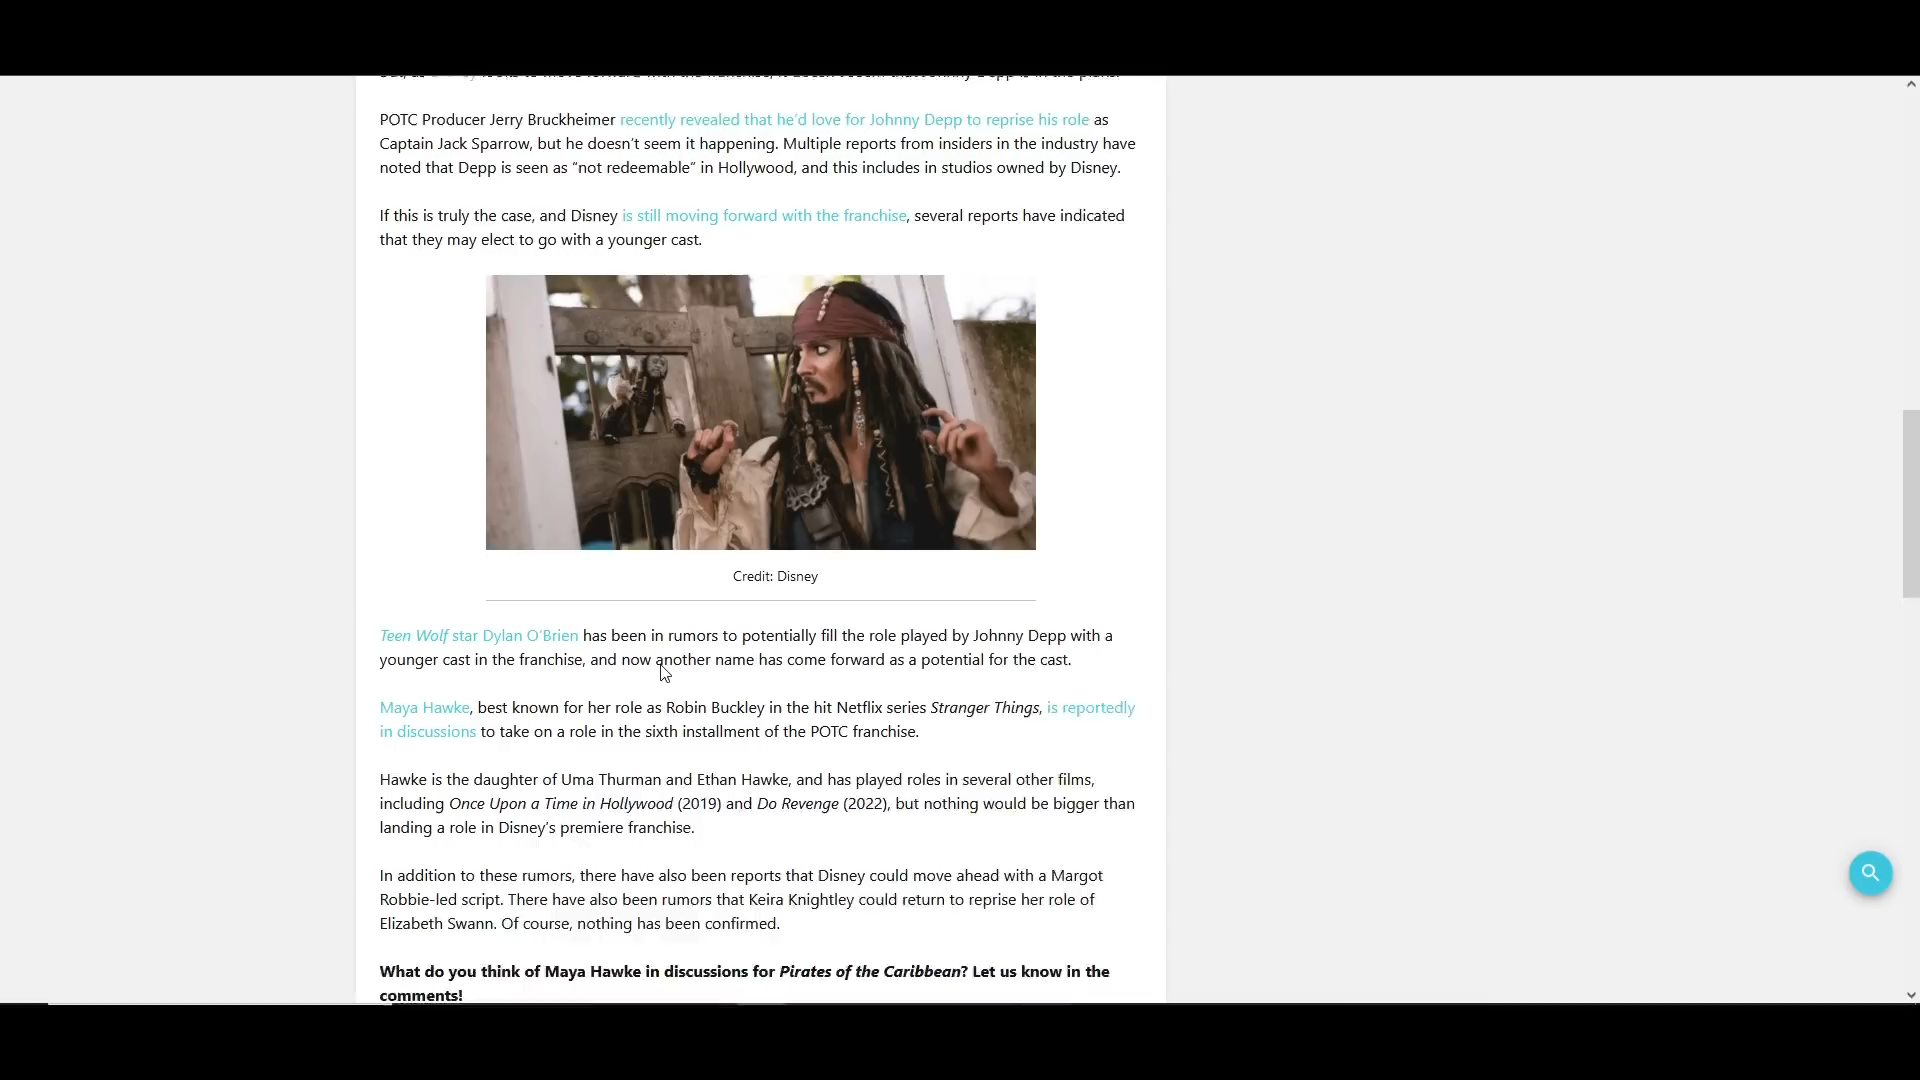 POTC Producer Jerry Bruckheimer recently revealed that he’d love for Johnny Depp to reprise his role as
Captain Jack Sparrow, but he doesn’t seem it happening. Multiple reports from insiders in the industry have
noted that Depp is seen as “not redeemable” in Hollywood, and this includes in studios owned by Disney.
If this is truly the case, and Disney is still moving forward with the franchise, several reports have indicated
that they may elect to go with a younger cast.
Credit: Disney
Teen Wolf star Dylan O’Brien has been in rumors to potentially fill the role played by Johnny Depp with a
younger cast in the franchise, and now another name has come forward as a potential for the cast.
Maya Hawke, best known for her role as Robin Buckley in the hit Netflix series Stranger Things, is reportedly
in discussions to take on a role in the sixth installment of the POTC franchise.
Hawke is the daughter of Uma Thurman and Ethan Hawke, and has played roles in several other films,
including Once Upon a Time in Hollywood (2019) and Do Revenge (2022), but nothing would be bigger than
landing a role in Disney’s premiere franchise.
In addition to these rumors, there have also been reports that Disney could move ahead with a Margot
Robbie-led script. There have also been rumors that Keira Knightley could return to reprise her role of
Elizabeth Swann. Of course, nothing has been confirmed.
What do you think of Maya Hawke in discussions for Pirates of the Caribbean? Let us know in the
comments!